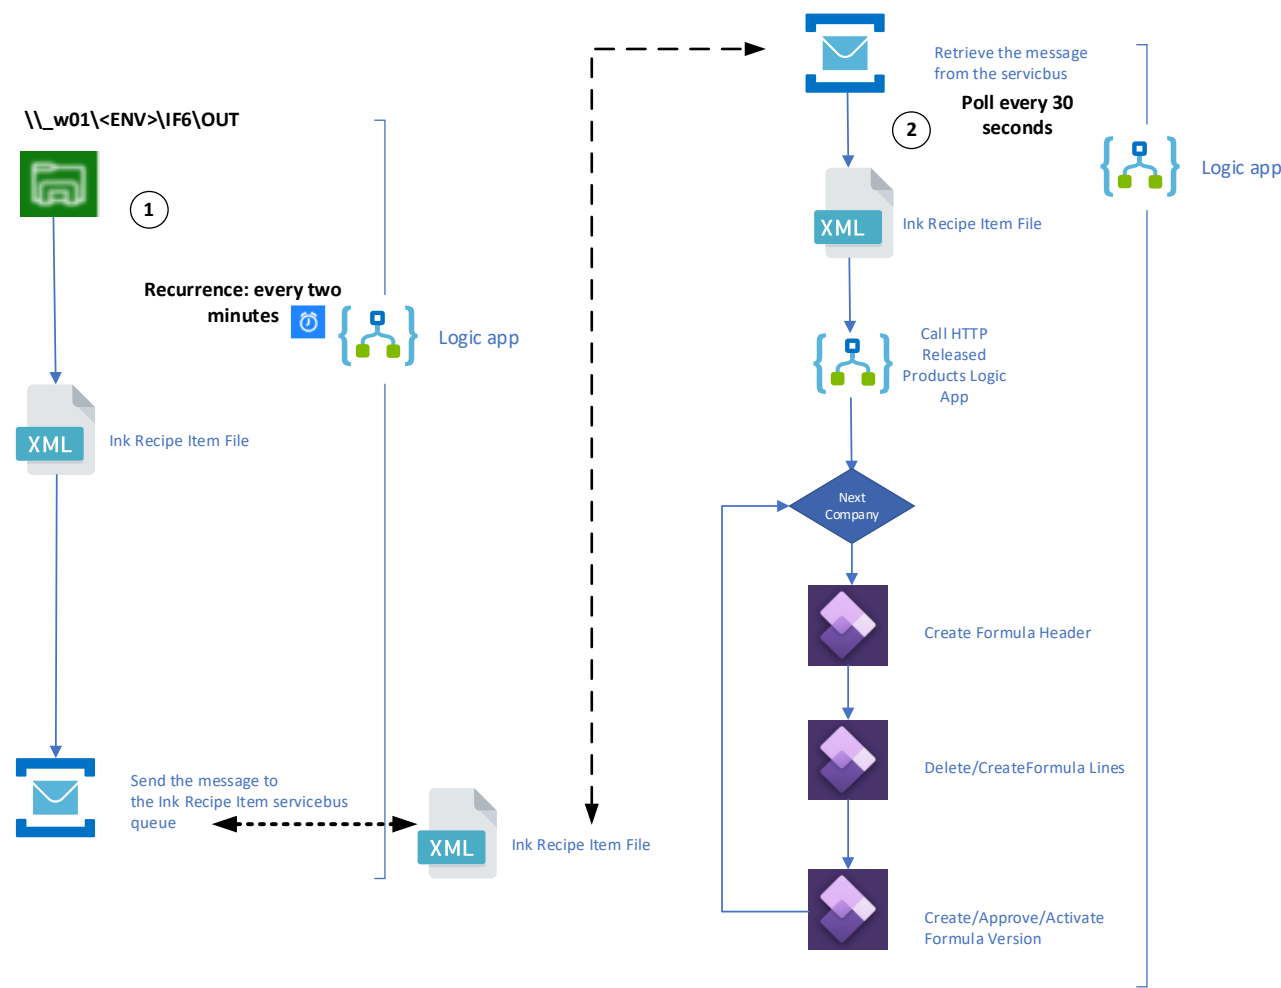 \\_w01\<ENV>\IF6\OUT
1
Recurrence: every two
minutes
Logic app
XML
Ink Recipe Item File
Send the message to
the Ink Recipe Item servicebus
queue
XML
Ink Recipe Item File
Retrieve the message
from the servicbus
Poll every 30
seconds
2
Logic app
XML
Ink Recipe Item File
Call HTTP
Released
Products Logic
App
Next
Company
Create Formula Header
Delete/CreateFormula Lines
Create/Approve/Activate
Formula Version